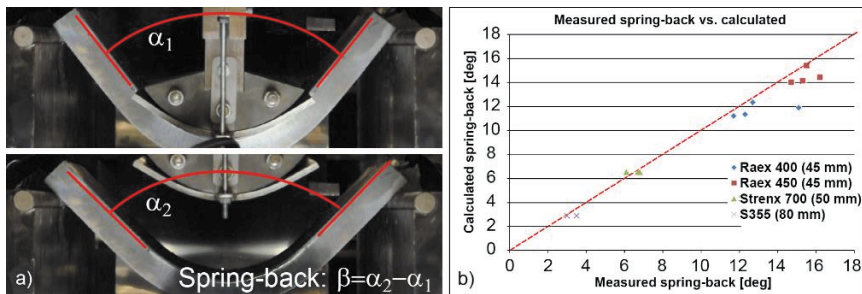 α1
α2
a)
Spring-back: β=α2−α1
Measured spring-back vs. calculated
Calculated spring-back [deg]
18
16
14
12
10
8
6
4
2
0
Raex 400 (45 mm)
Raex 450 (45 mm)
Strenx 700 (50 mm)
S355 (80 mm)
0 2 4 6 8 10 12 14 16 18
b)
Measured spring-back [deg]